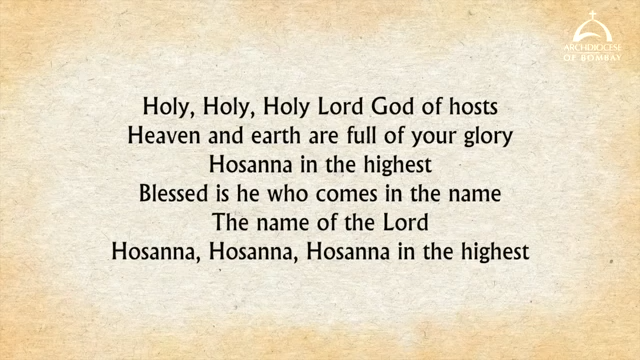 ARCHDIOCESE
OF BOMBAY
Holy, Holy, Holy Lord God of hosts
Heaven and earth are full of your glory
Hosanna in the highest
Blessed is he who comes in the name
The name of the Lord
Hosanna, Hosanna, Hosanna in the highest